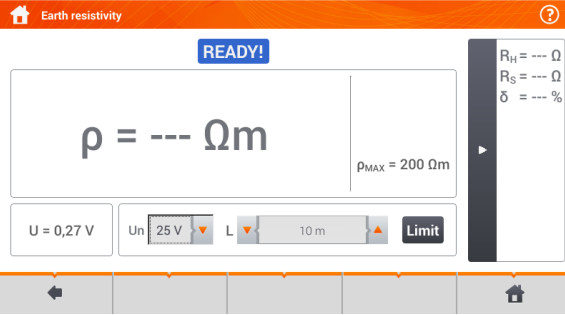 Earth resistivity
?
READY!
ρ = --- Ωm
ρMAX = 200 Ωm
RH = --- Ω
RS = --- Ω
δ = --- %
U = 0,27 V
Un 25 V L 10 m Limit